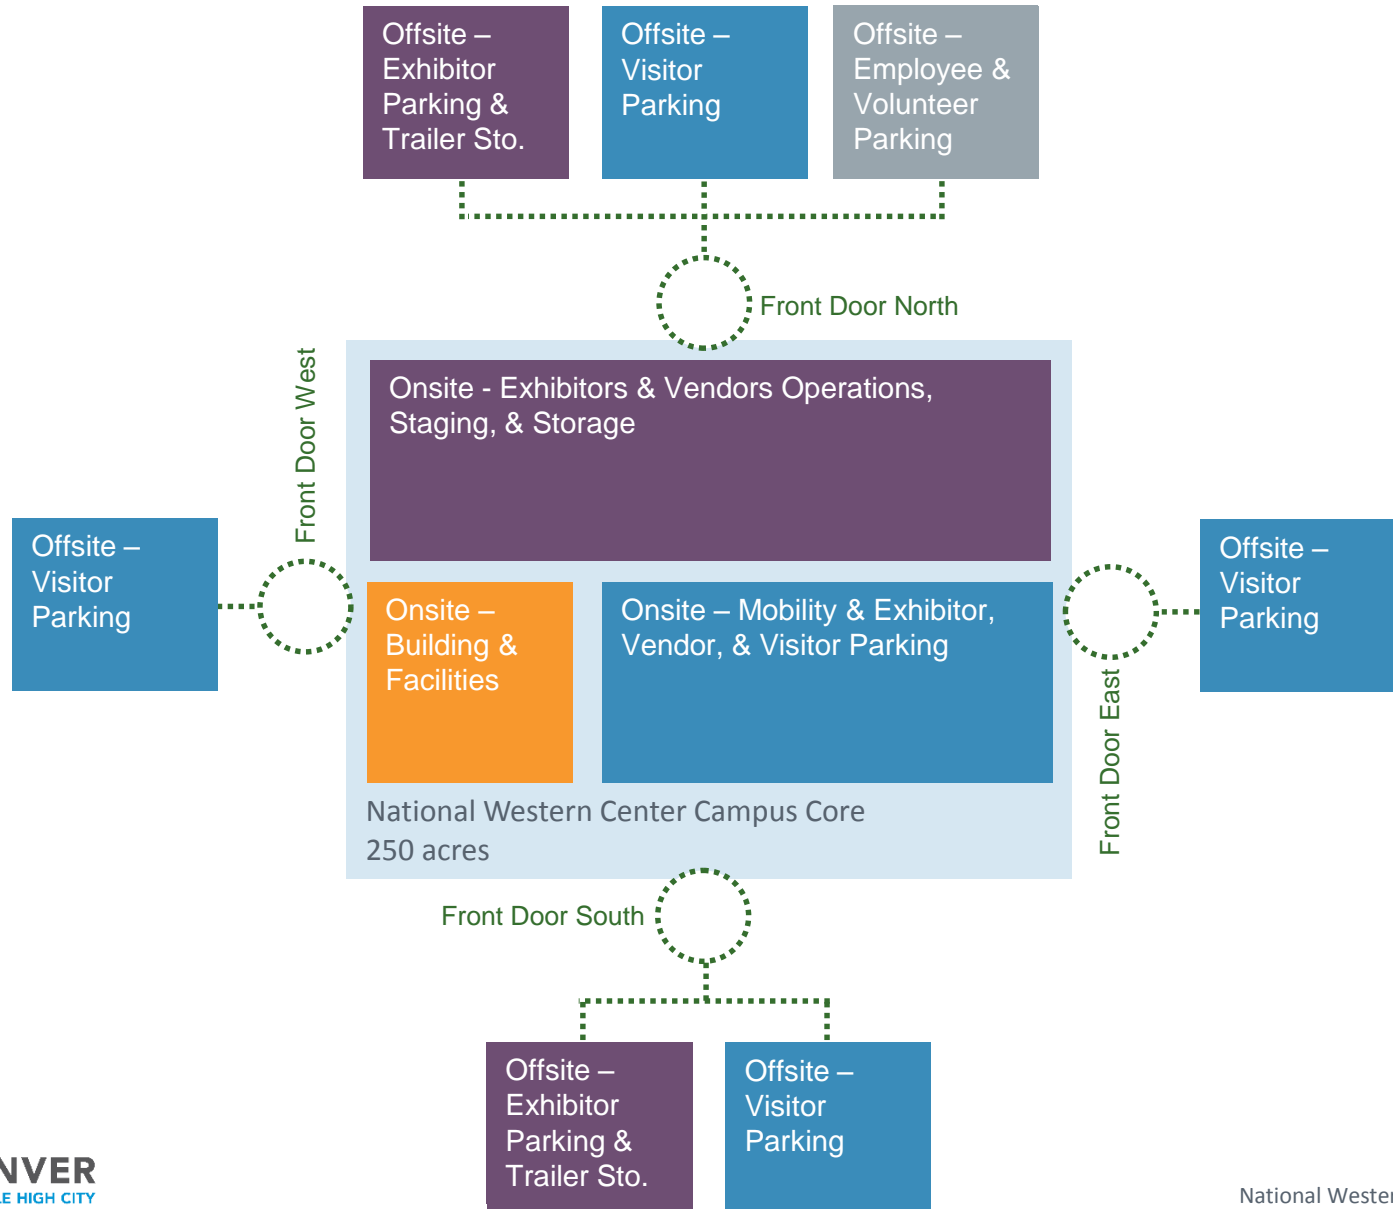 Offsite –
Exhibitor
Parking &
Trailer Sto.
Offsite –
Visitor
Parking
Offsite –
Employee &
Volunteer
Parking
Front Door North
Front Door West
Onsite - Exhibitors & Vendors Operations,
Staging, & Storage
Offsite –
Visitor
Parking
Onsite –
Building &
Facilities
Onsite – Mobility & Exhibitor,
Vendor, & Visitor Parking
Offsite –
Visitor
Parking
Front Door East
National Western Center Campus Core
250 acres
Front Door South
Offsite –
Exhibitor
Parking &
Trailer Sto.
Offsite –
Visitor
Parking
NVER
LE HIGH CITY
National Wester